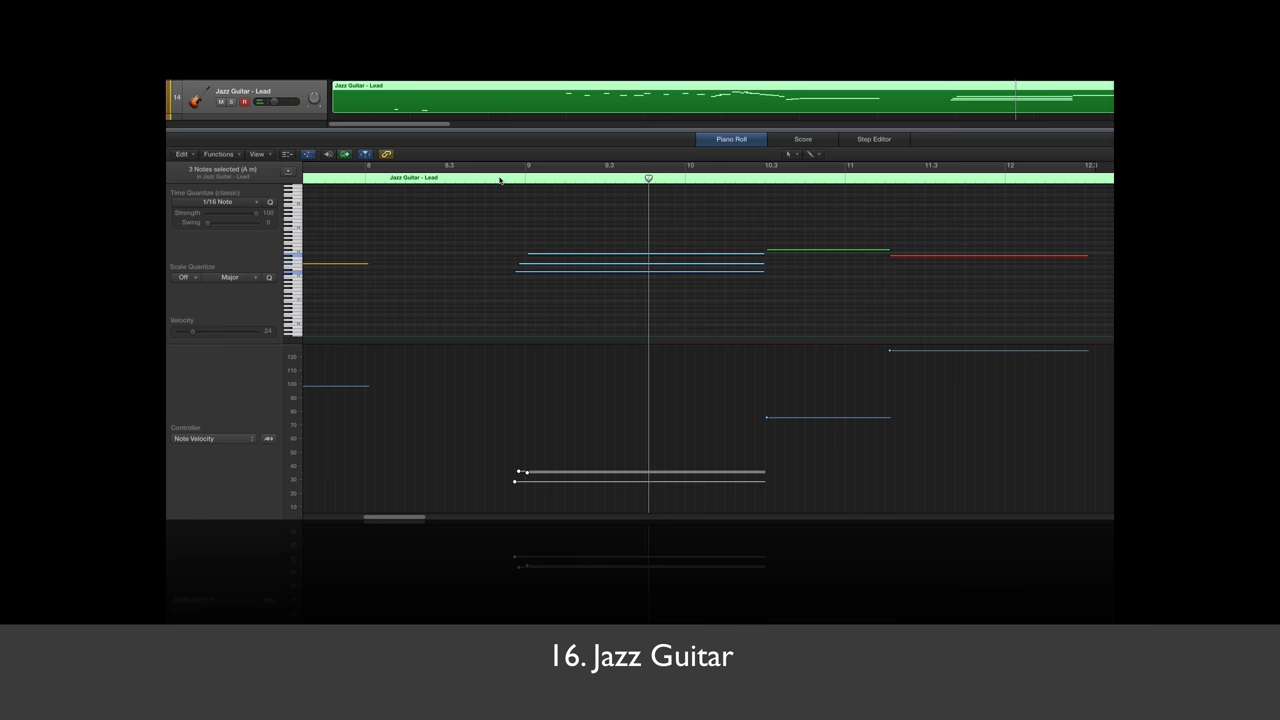 Jazz Guitar - Lead
14
Jazz Guitar - Lead
M S R
Piano Roll
Score
Step Editor
Edit
Functions
View
8
8.3
9
9.3
10
10.3
11
11.3
12
3 Notes selected (A m)
in Jazz Guitar - Lead
Jazz Guitar - Lead
Time Quantize (classic)
1/16 Note
Q
Strength
100
Swing
0
Scale Quantize
Off
Major
Q
Velocity
24
120
110
100
90
80
70
60
50
40
30
20
10
Controller
Note Velocity
16. Jazz Guitar